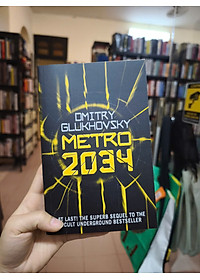 DMITRY
GLUKHOVSKY
METRO
2034
AT LAST! THE SUPERB SEQUEL TO THE
CULT UNDERGROUND BESTSELLER